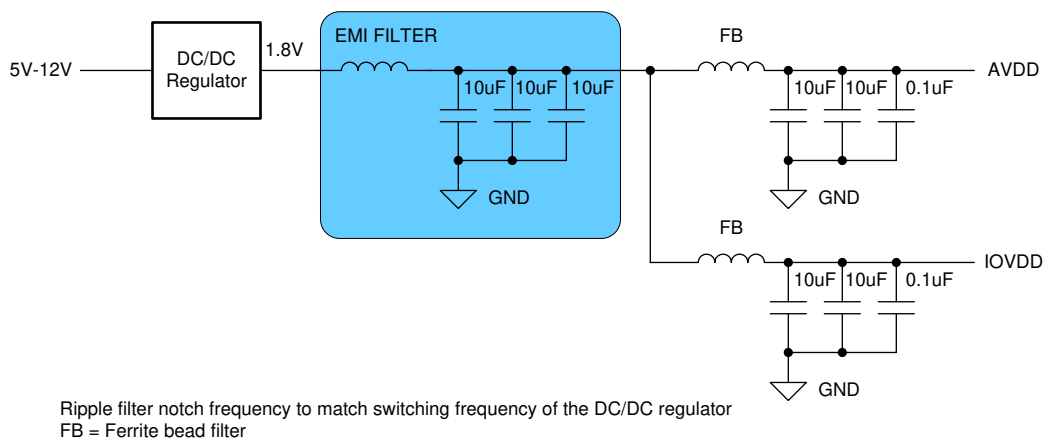 5V-12V
DC/DC
Regulator
1.8V
EMI FILTER
10uF
10uF
10uF
GND
FB
10uF
10uF
0.1uF
AVDD
GND
FB
10uF
10uF
0.1uF
IOVDD
GND
Ripple filter notch frequency to match switching frequency of the DC/DC regulator
FB = Ferrite bead filter